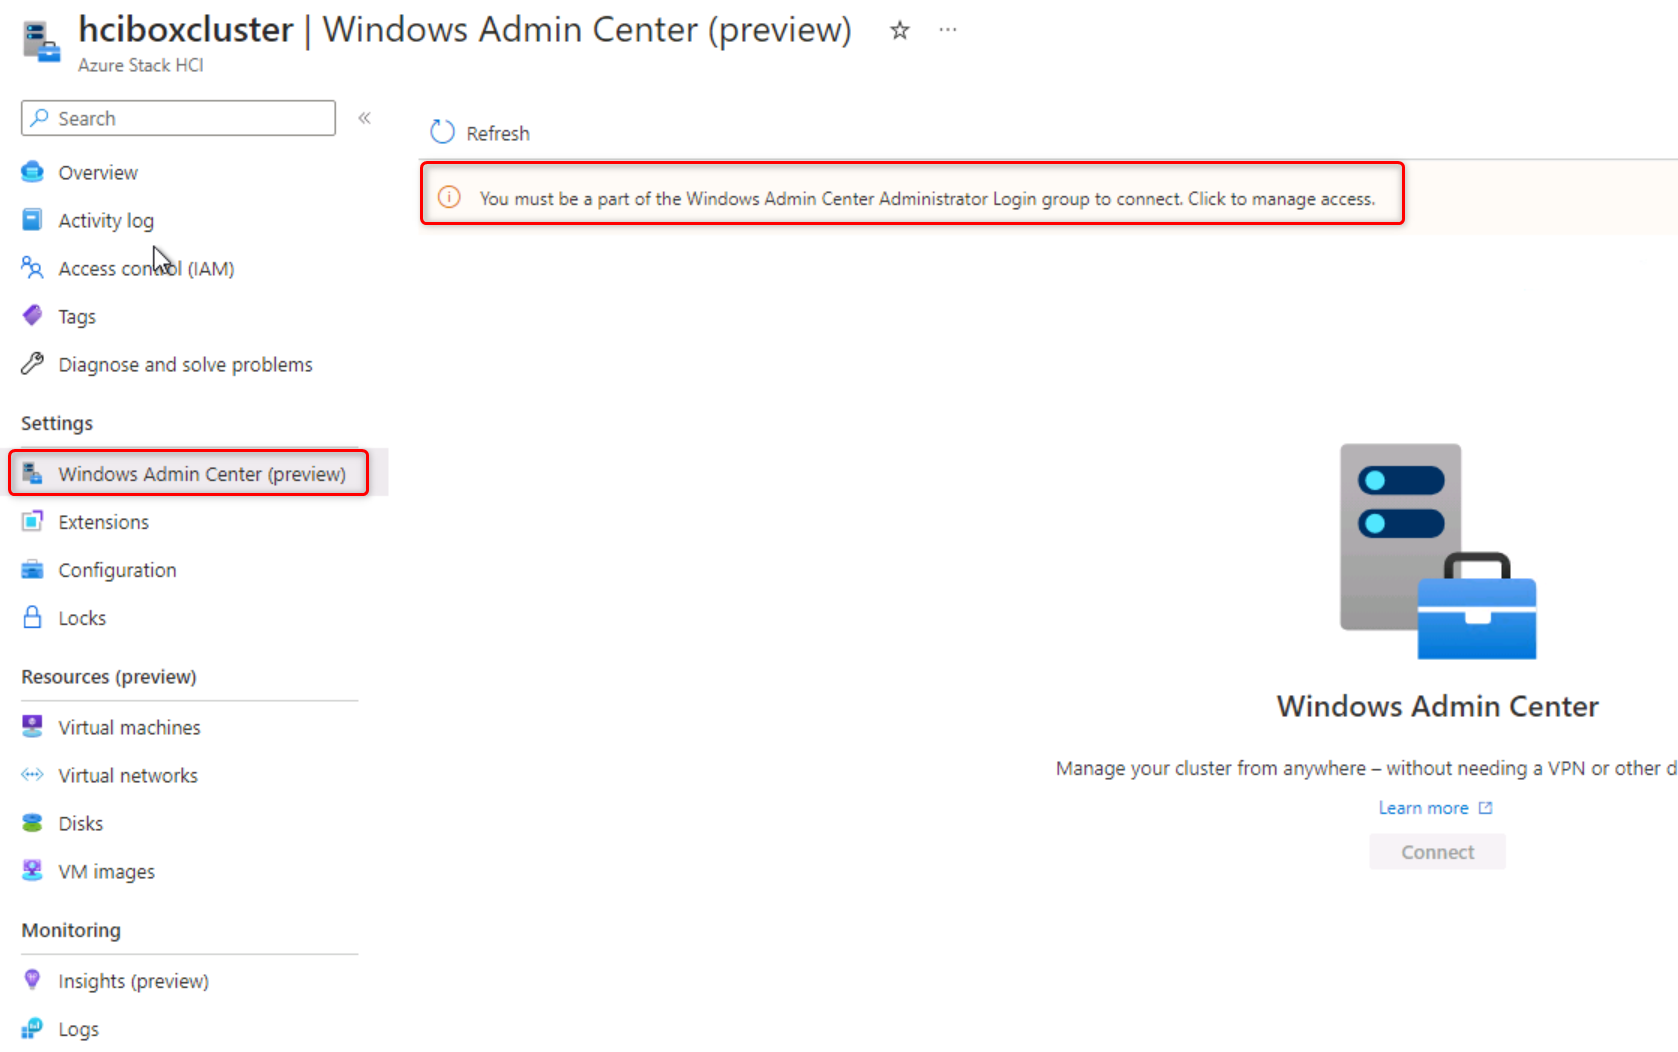 hciboxcluster | Windows Admin Center (preview)
Azure Stack HCI
Search
Refresh
You must be a part of the Windows Admin Center Administrator Login group to connect. Click to manage access.
Overview
Activity log
Access control (IAM)
Tags
Diagnose and solve problems
Settings
Windows Admin Center (preview)
Extensions
Configuration
Locks
Resources (preview)
Virtual machines
Virtual networks
Disks
VM images
Monitoring
Insights (preview)
Logs
Windows Admin Center
Manage your cluster from anywhere – without needing a VPN or other d
Learn more
Connect